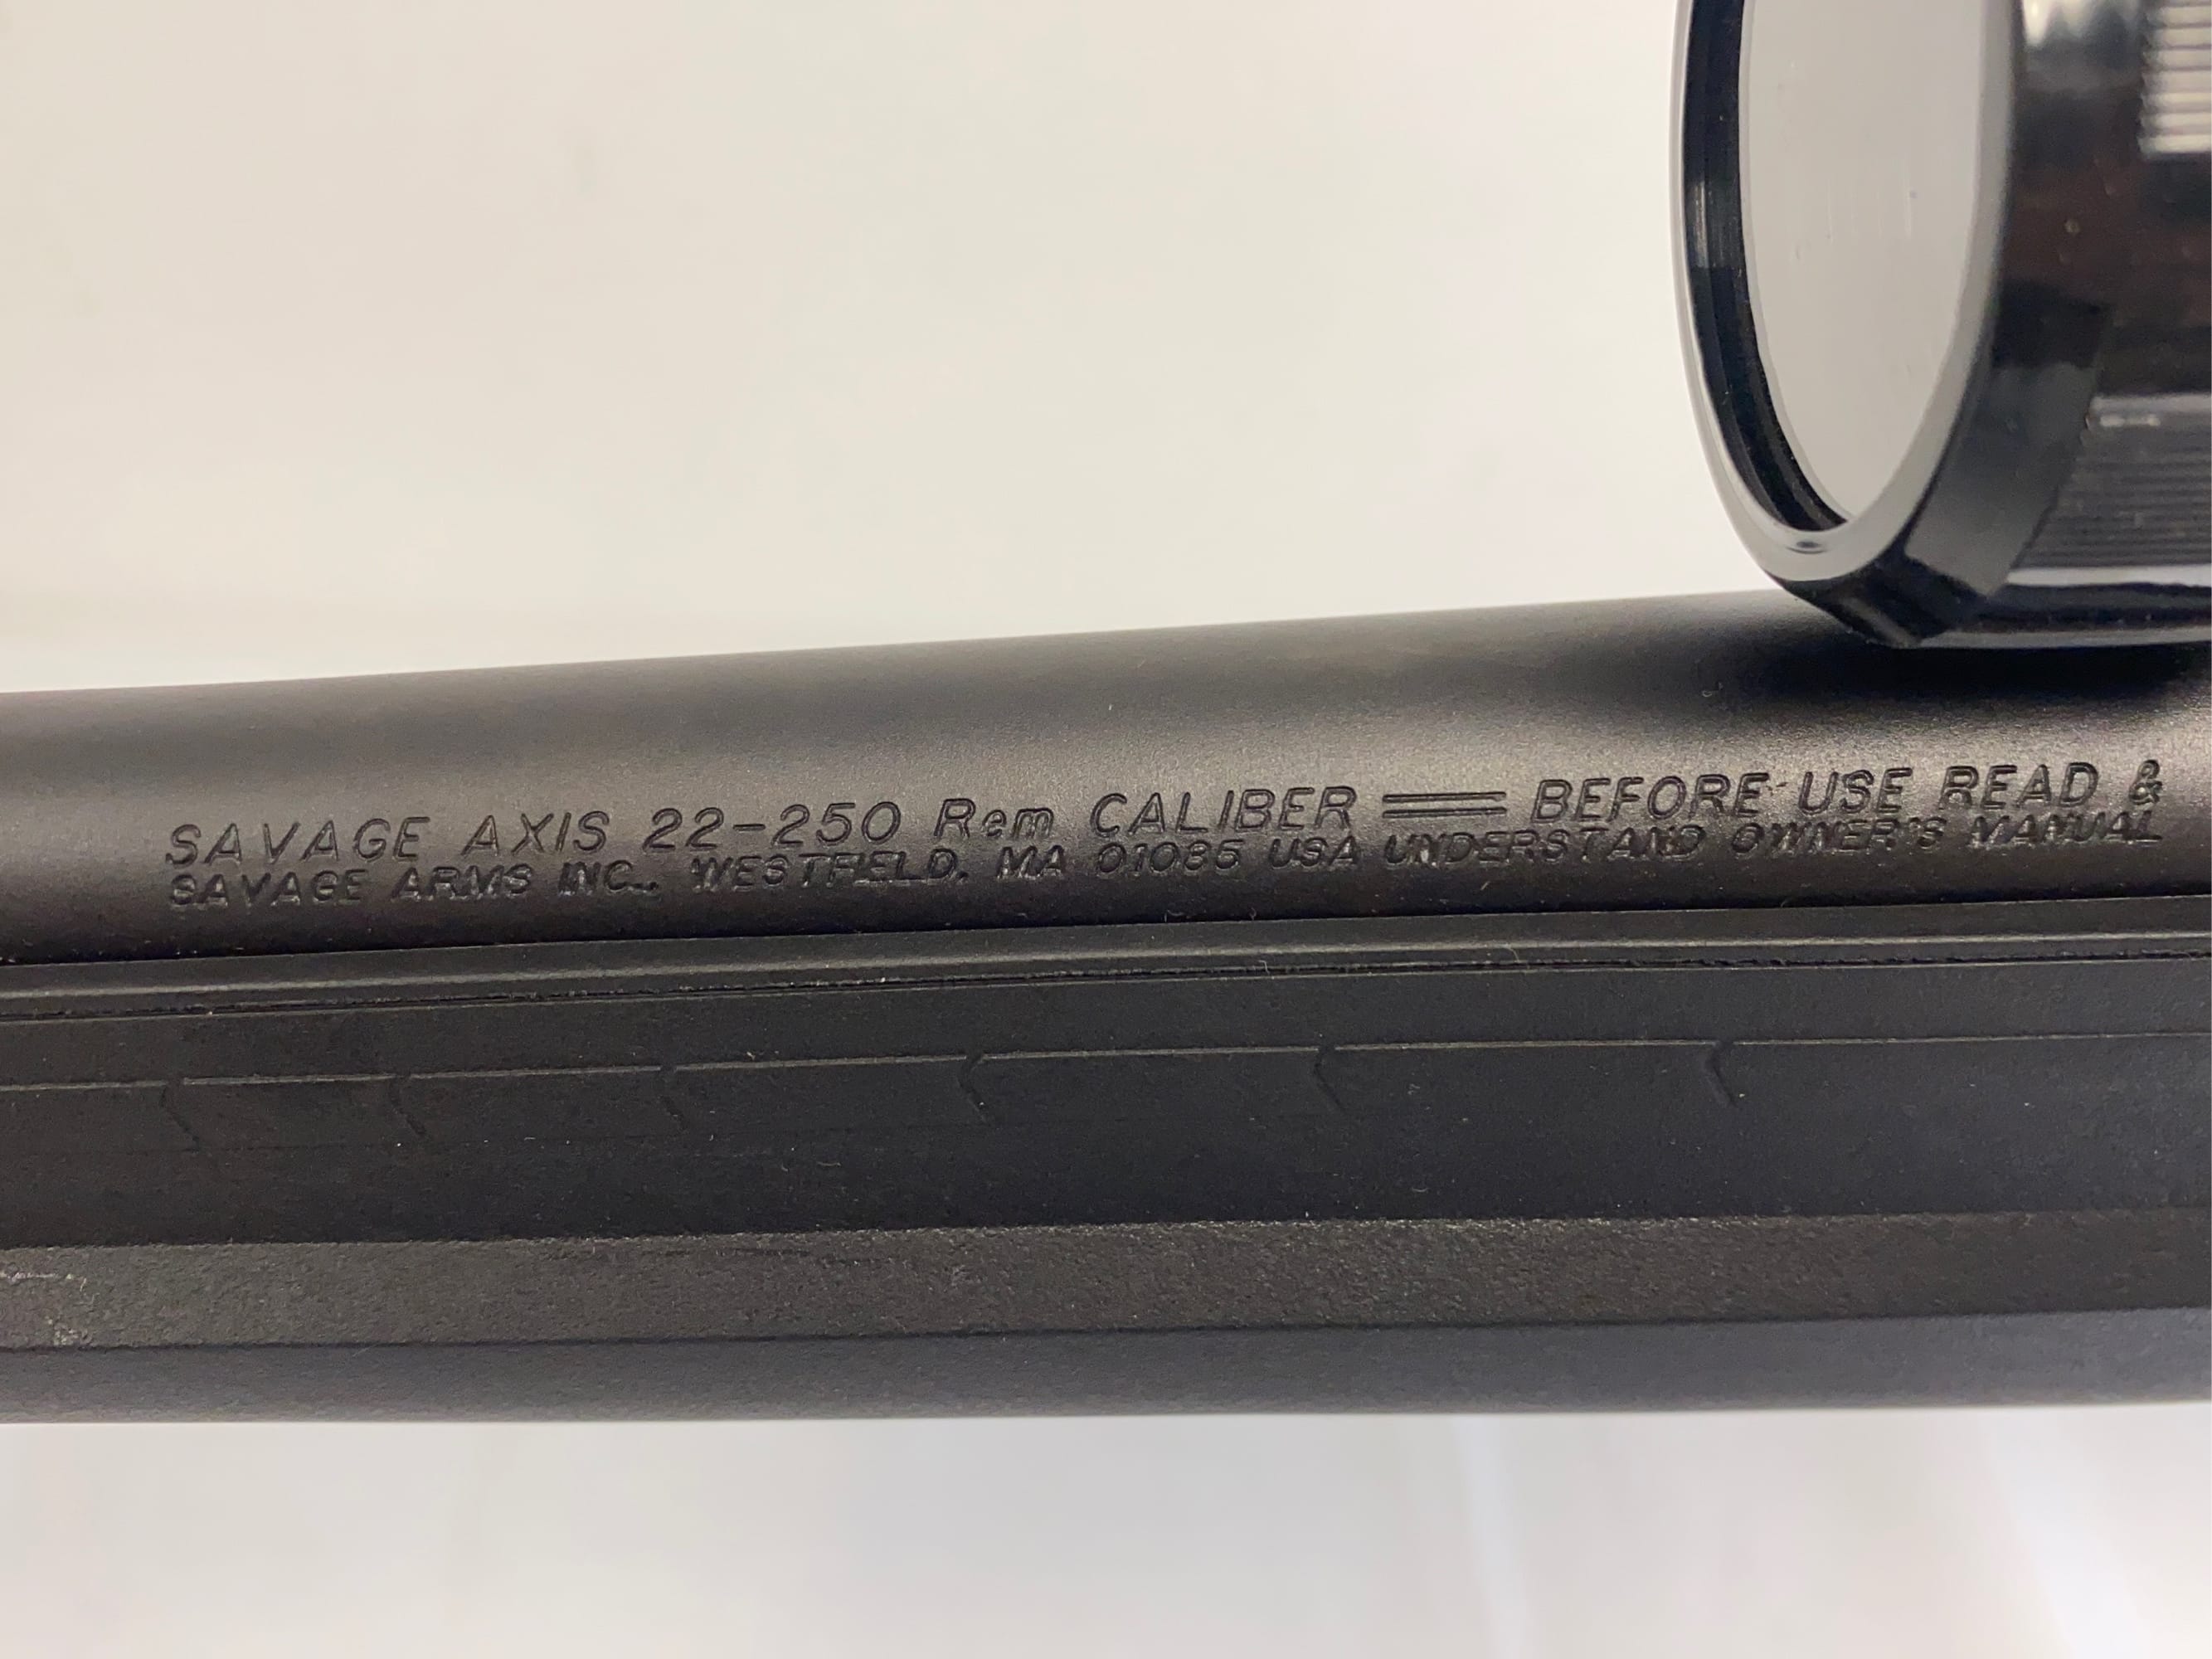 SAVAGE AXIS 22-250 Rem CALIBER == BEFORE USE READ &
SAVAGE ARMS INC., WESTFIELD, MA 01085 USA UNDERSTAND OWNER'S MANUAL